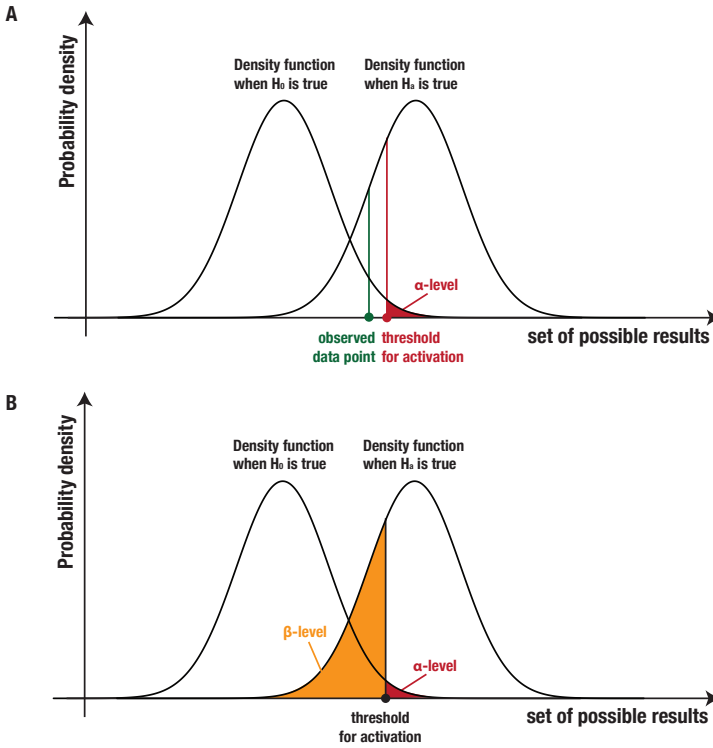 A
Probability density
Density function
when H₀ is true
Density function
when Hₐ is true
α-level
observed
data point
threshold
for activation
set of possible results
B
Probability density
Density function
when H₀ is true
Density function
when Hₐ is true
β-level
α-level
threshold
for activation
set of possible results